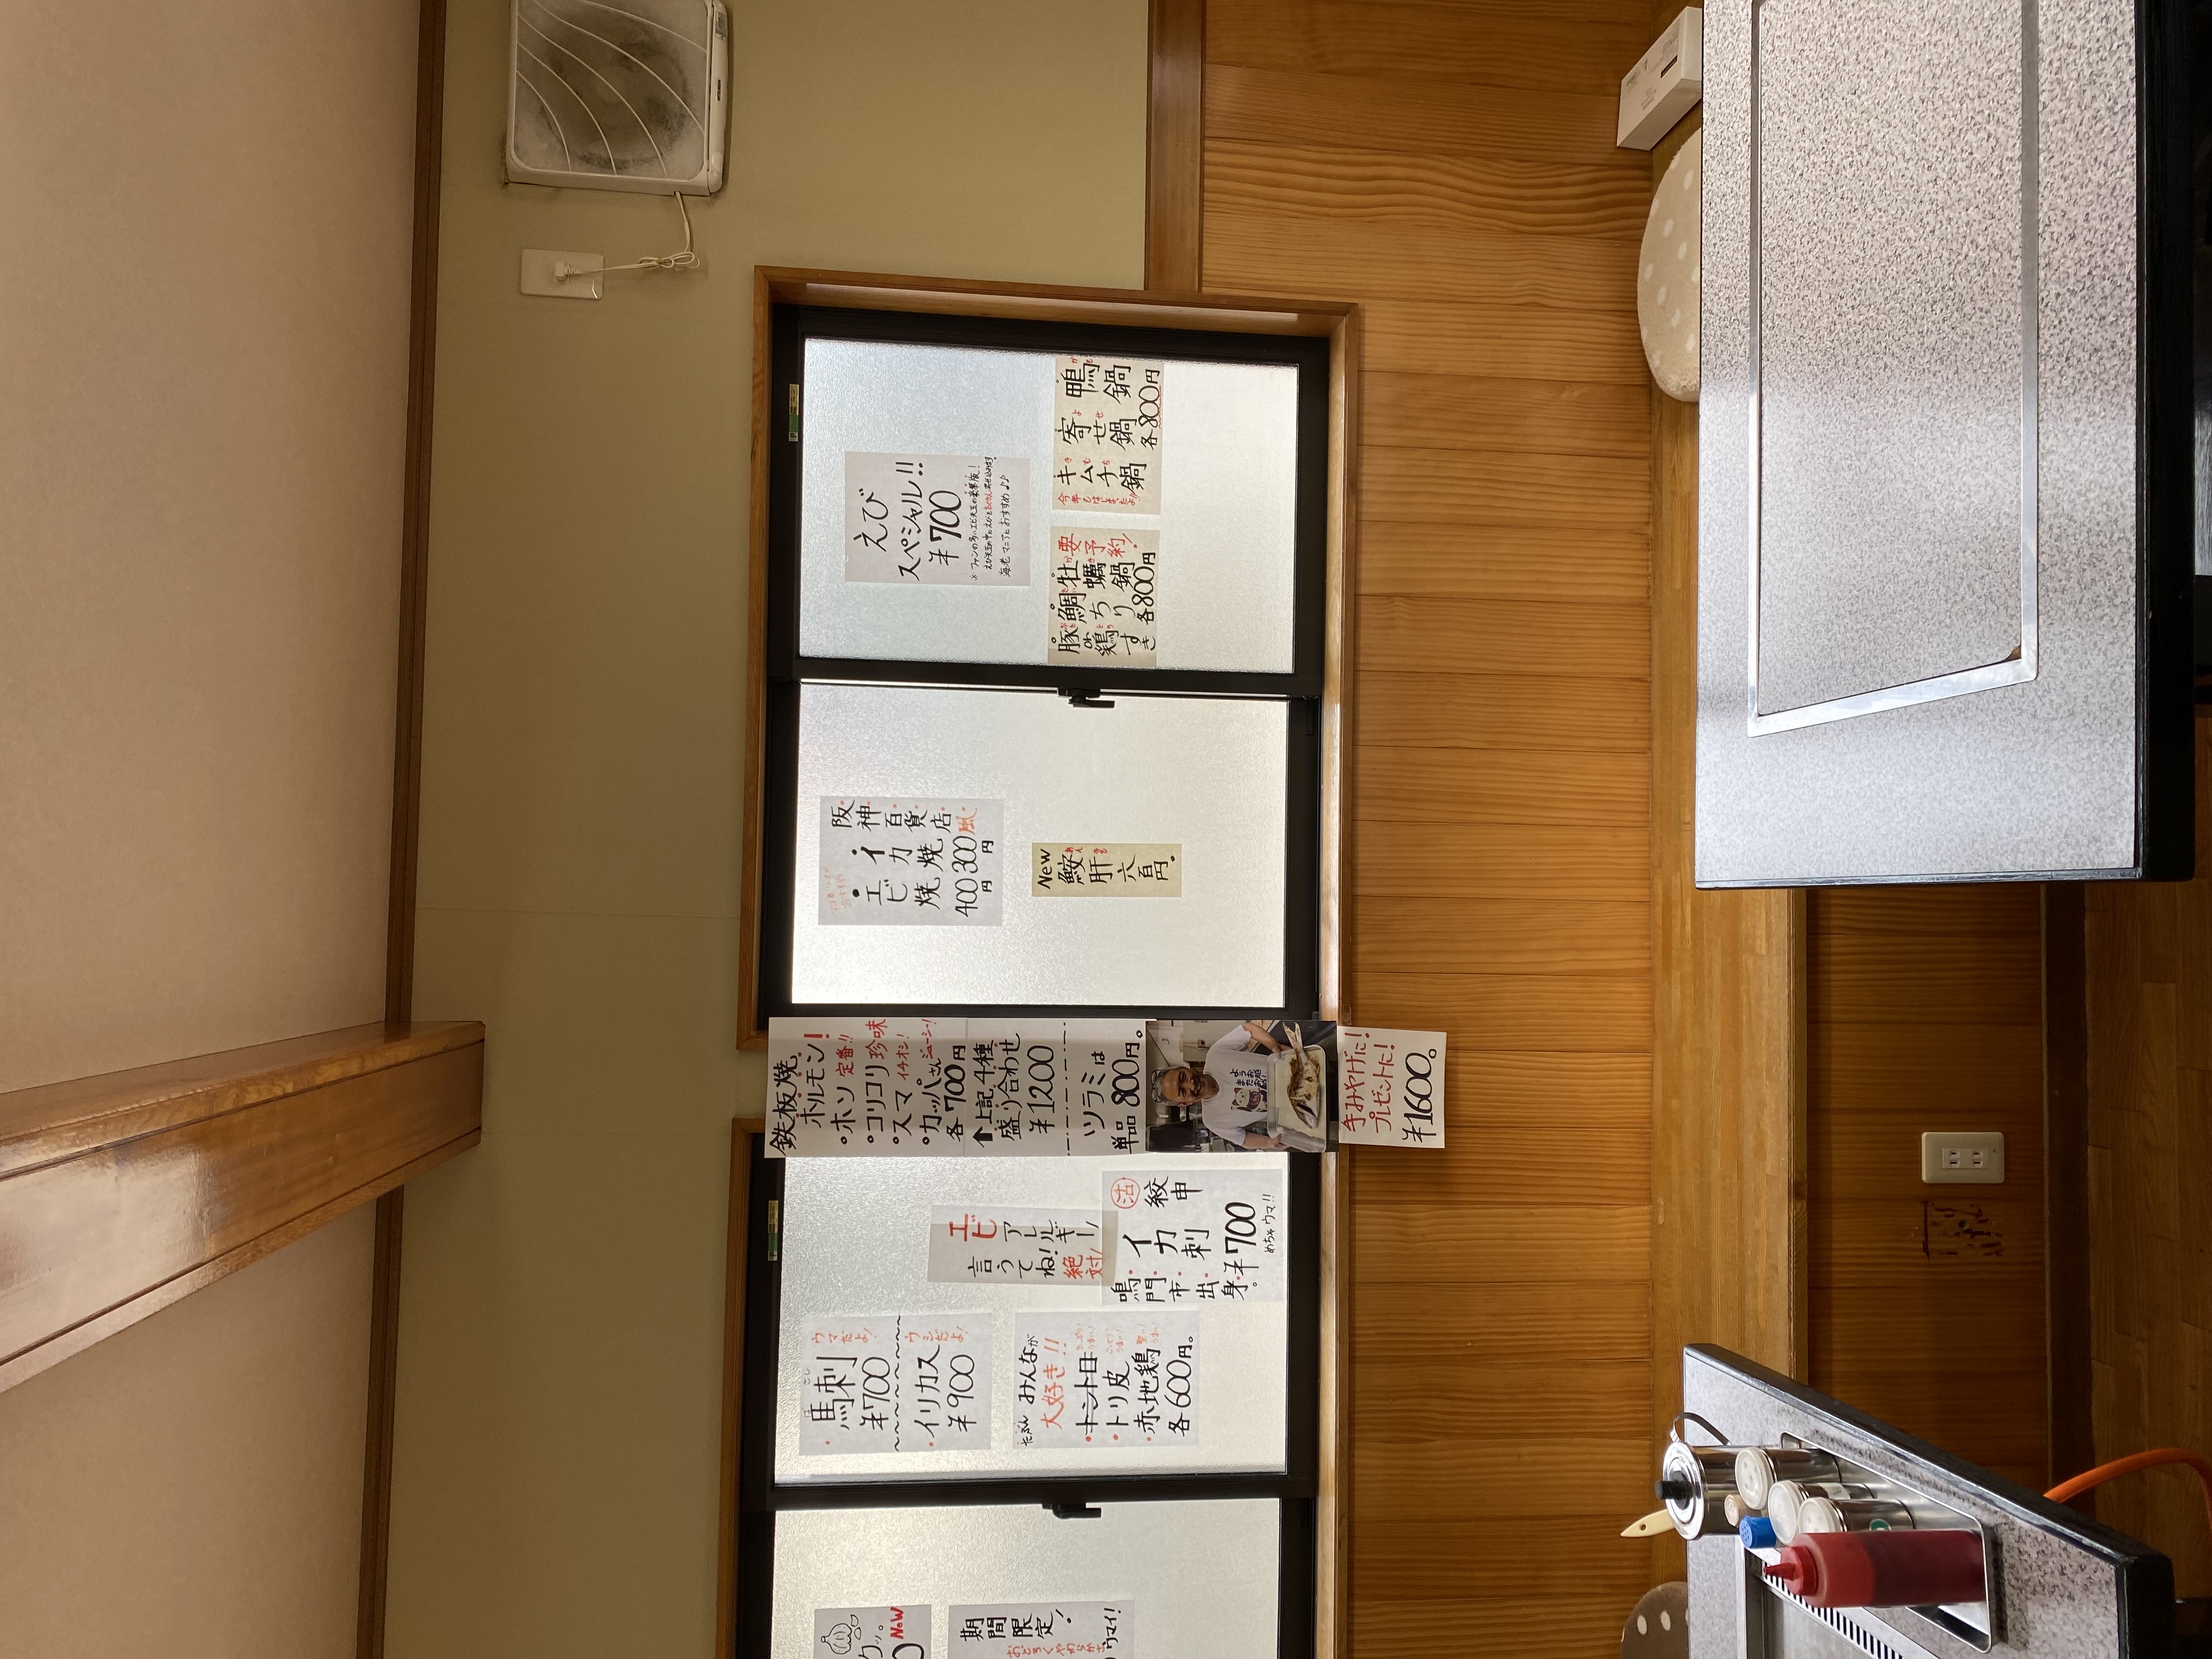 クッ。
0 NeW
期間限定!
おどろくやわらかさ
ウマイ!
ばさし
馬刺
¥700
ウマだよ!
イリカス
¥900
ウシだよ!
たぶん みんなが
大好き!!
・トントロ
・トリ皮
・赤地鶏
各600円。
エビアレルギー
言うてね!絶対!
活〆
イカ刺
¥700
鳴門市出身。
めちゃウマ!!
鉄板焼
ホルモン!
・ホソ 定番!!
・コリコリ 珍味
・スマ イチオシ!
・カッパさん ジューシー!
各700円
↑上記4種
盛り合わせ
¥1200
ツラミは
単品800円。
手みやげに!
プレゼントに!
¥1600。
阪神百貨店風
・イカ焼 300円
・エビ焼 400円
New
鮟肝 六百円。
あん きも
えび
スペシャル!!
¥700
※ ファンの多いエビ天玉の豪華版!
えび天玉の中にえびをたくさん混ぜ込みます。
海老マニアにおすすめ♪♪
要予約!
・牡蠣鍋
・鯛ちり
・豚or鶏すき
各800円
・鴨鍋
・寄せ鍋
・キムチ鍋
今年もはじまったよ!!
各800円